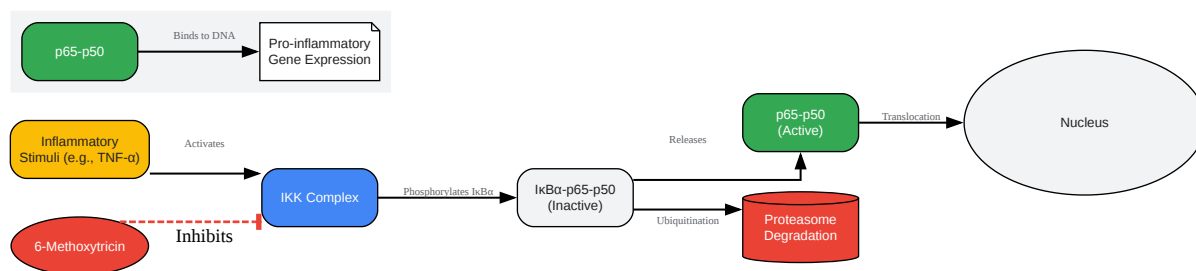 p65-p50
Binds to DNA
Pro-inflammatory
Gene Expression
Inflammatory
Stimuli (e.g., TNF-α)
Activates
6-Methoxytricin
Inhibits
IKK Complex
Phosphorylates IκBα
IκBα-p65-p50
(Inactive)
Releases
Ubiquitination
p65-p50
(Active)
Proteasome
Degradation
Translocation
Nucleus